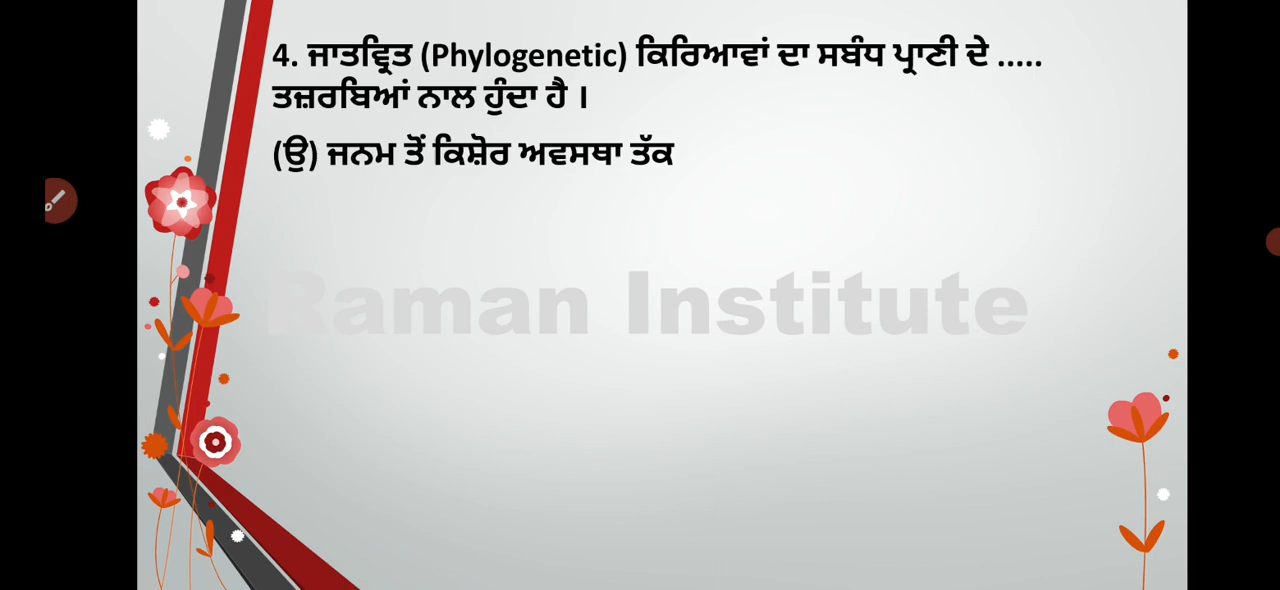 4. ਜਾਤਵ੍ਰਿਤ (Phylogenetic) ਕਿਰਿਆਵਾਂ ਦਾ ਸਬੰਧ ਪ੍ਰਾਣੀ ਦੇ .....
ਤਜ਼ਰਬਿਆਂ ਨਾਲ ਹੁੰਦਾ ਹੈ ।
(ਉ) ਜਨਮ ਤੋਂ ਕਿਸ਼ੋਰ ਅਵਸਥਾ ਤੱਕ
Raman Institute